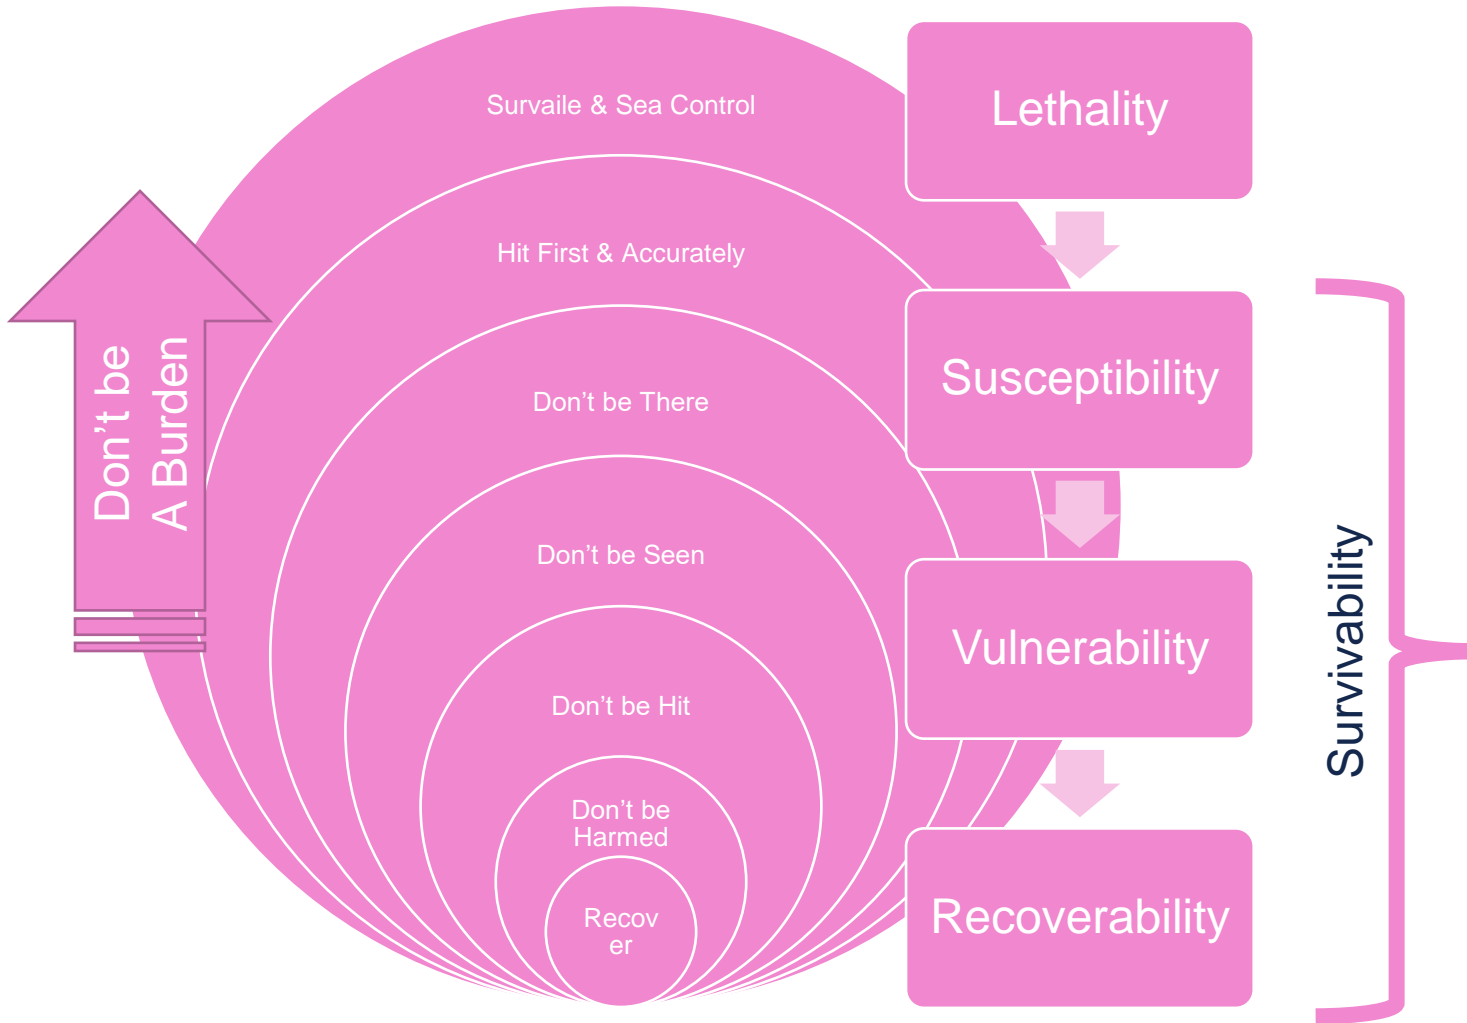 Survaile & Sea Control
Hit First & Accurately
Don't be There
Don't be Seen
Don't be Hit
Don't be
Harmed
Recov
er
Don't be
A Burden
Lethality
Susceptibility
Vulnerability
Recoverability
Survivability